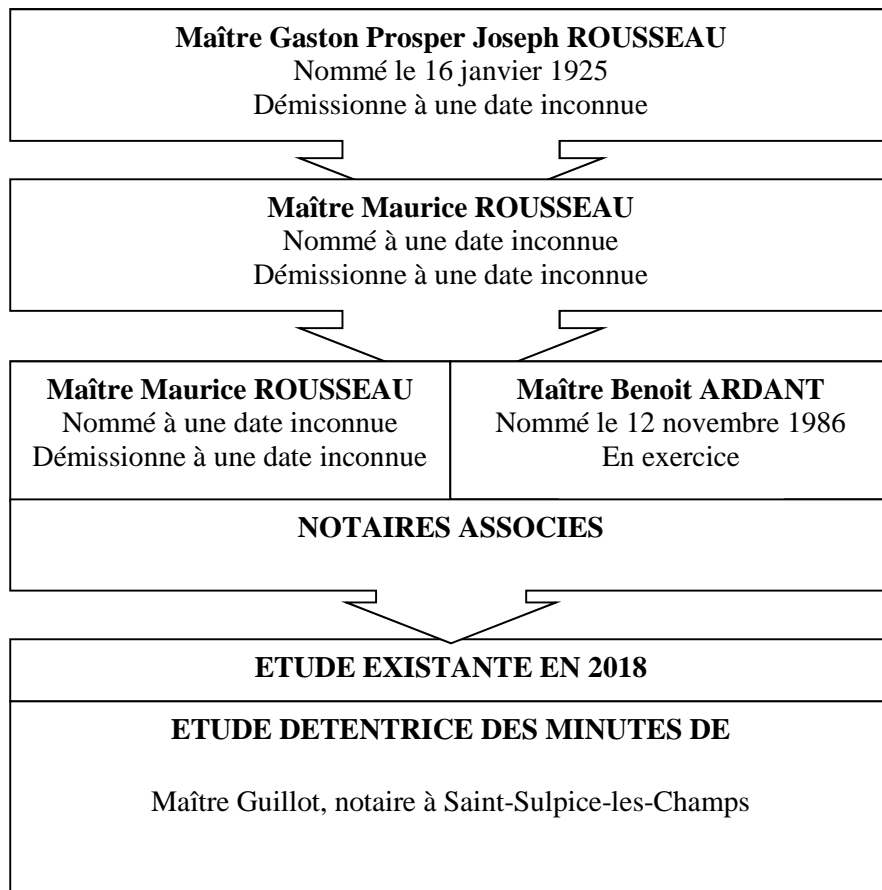 Maître Gaston Prosper Joseph ROUSSEAU
Nommé le 16 janvier 1925
Démissionne à une date inconnue
Maître Maurice ROUSSEAU
Nommé à une date inconnue
Démissionne à une date inconnue
Maître Maurice ROUSSEAU
Nommé à une date inconnue
Démissionne à une date inconnue
Maître Benoit ARDANT
Nommé le 12 novembre 1986
En exercice
NOTAIRES ASSOCIES
ETUDE EXISTANTE EN 2018
ETUDE DETENTRICE DES MINUTES DE
Maître Guillot, notaire à Saint-Sulpice-les-Champs